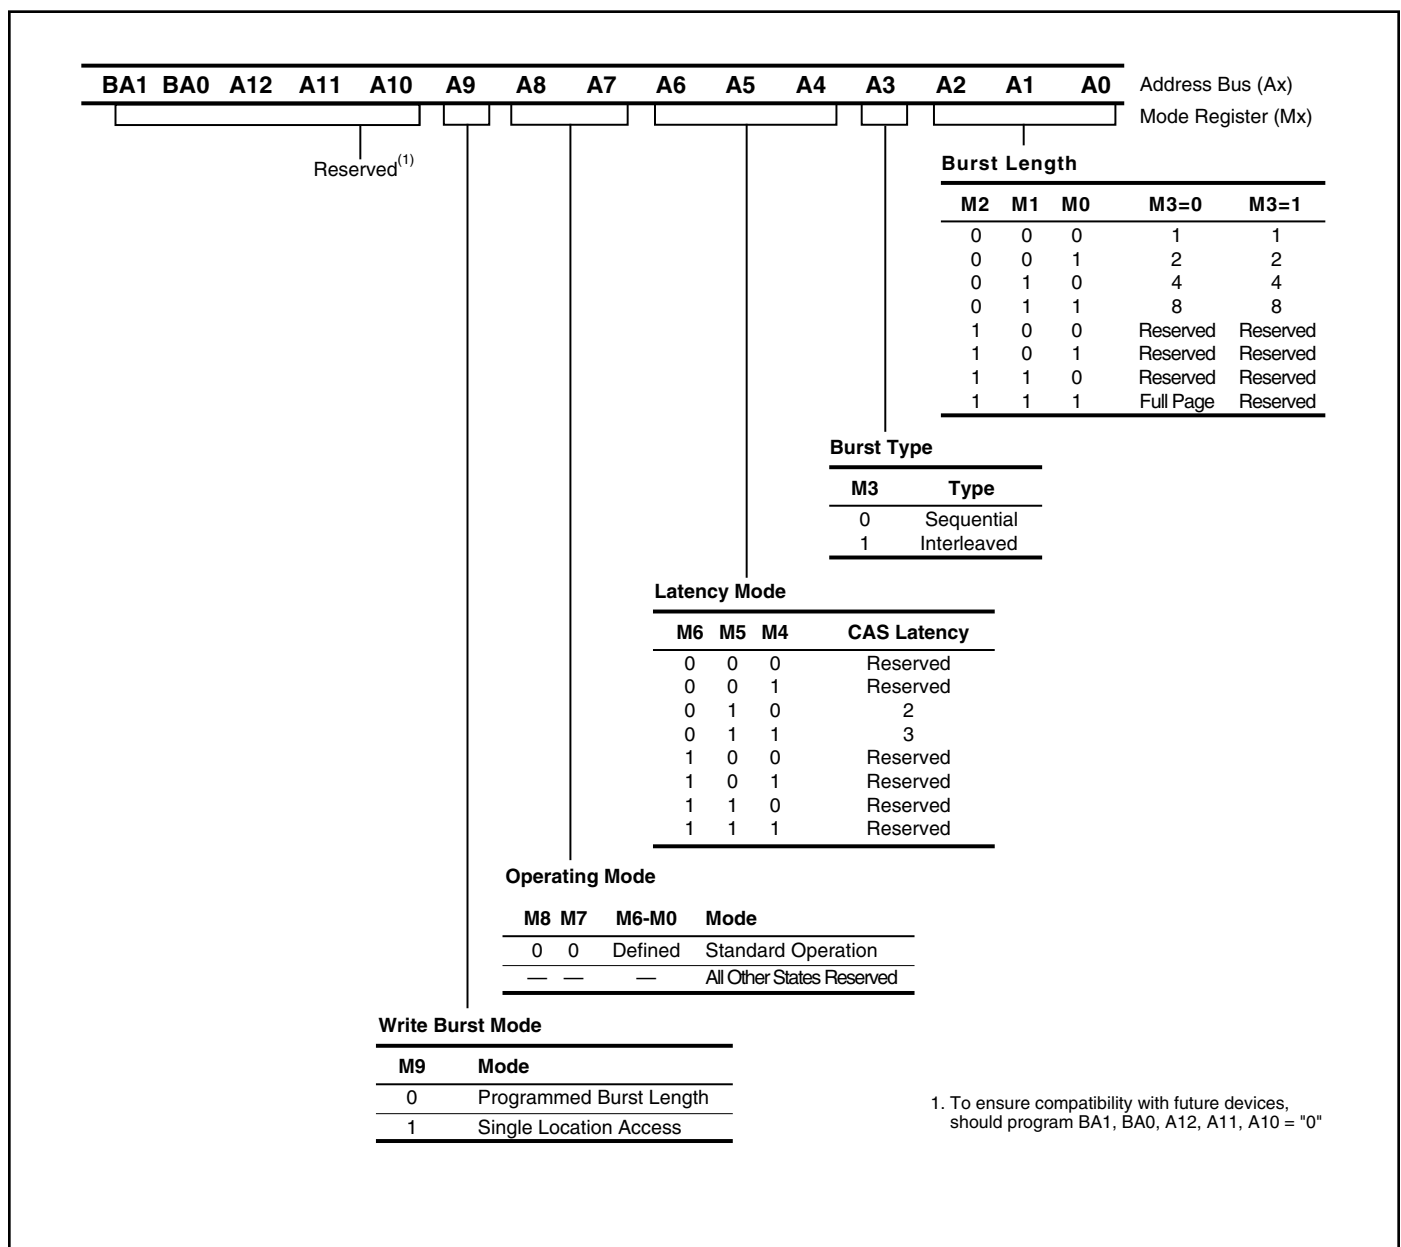 BA1 BA0 A12 A11 A10 A9 A8 A7 A6 A5 A4 A3 A2 A1 A0 Address Bus (Ax)
Mode Register (Mx)
Reserved(1)
Burst Length
M2 M1 M0 M3=0 M3=1
0 0 0 1 1
0 0 1 2 2
0 1 0 4 4
0 1 1 8 8
1 0 0 Reserved Reserved
1 0 1 Reserved Reserved
1 1 0 Reserved Reserved
1 1 1 Full Page Reserved
Burst Type
M3 Type
0 Sequential
1 Interleaved
Latency Mode
M6 M5 M4 CAS Latency
0 0 0 Reserved
0 0 1 Reserved
0 1 0 2
0 1 1 3
1 0 0 Reserved
1 0 1 Reserved
1 1 0 Reserved
1 1 1 Reserved
Operating Mode
M8 M7 M6-M0 Mode
0 0 Defined Standard Operation
— — — All Other States Reserved
Write Burst Mode
M9 Mode
0 Programmed Burst Length
1 Single Location Access
1. To ensure compatibility with future devices,
should program BA1, BA0, A12, A11, A10 = "0"